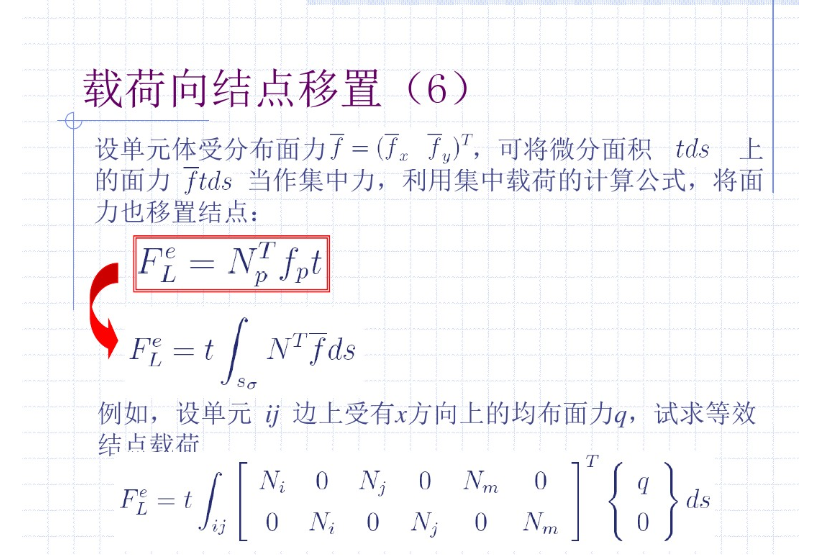 载荷向结点移置（6）
设单元体受分布面力 $\overline{f} = (\overline{f}_x \ \ \overline{f}_y)^T$，可将微分面积 $tds$ 上
的面力 $\overline{f}tds$ 当作集中力，利用集中载荷的计算公式，将面
力也移置结点：
$F_L^e = N_p^T f_p t$
$F_L^e = t \int_{s_\sigma} N^T \overline{f} ds$
例如，设单元 ij 边上受有x方向上的均布面力q，试求等效
结点载荷
$F_L^e = t \int_{ij} \begin{bmatrix} N_i & 0 & N_j & 0 & N_m & 0 \\ 0 & N_i & 0 & N_j & 0 & N_m \end{bmatrix}^T \begin{Bmatrix} q \\ 0 \end{Bmatrix} ds$